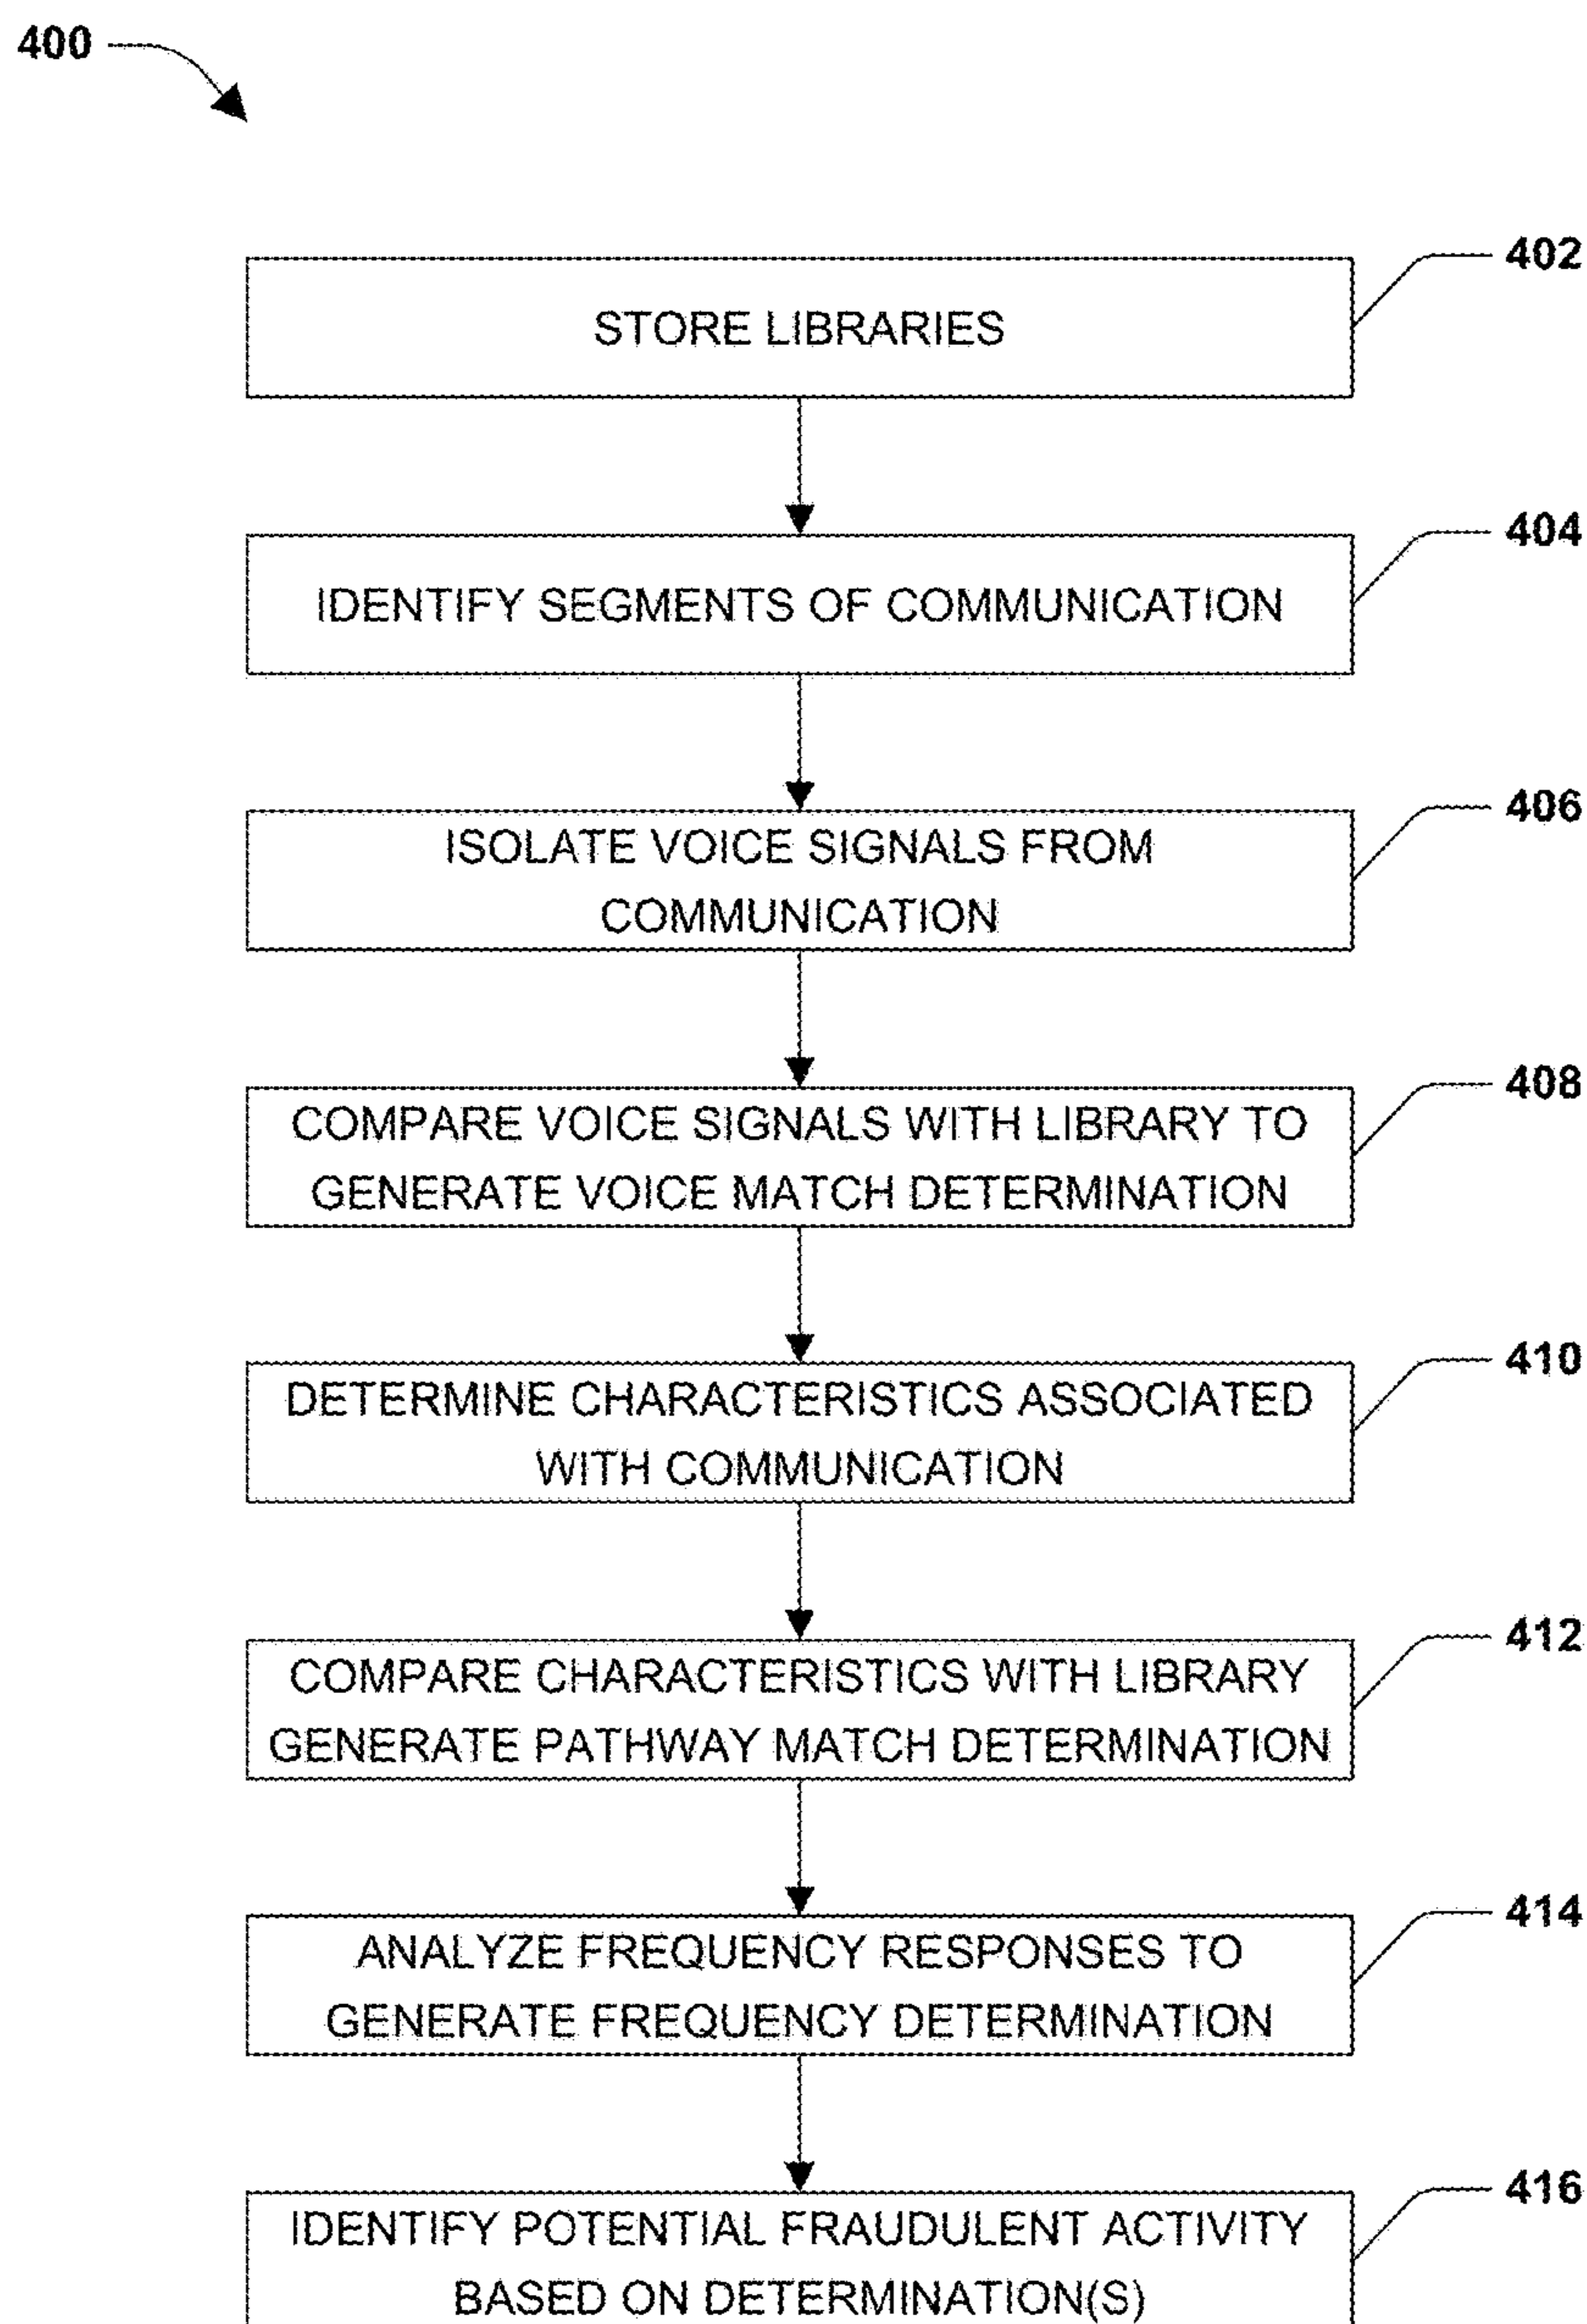 400
402
STORE LIBRARIES
404
IDENTIFY SEGMENTS OF COMMUNICATION
406
ISOLATE VOICE SIGNALS FROM
COMMUNICATION
408
COMPARE VOICE SIGNALS WITH LIBRARY TO
GENERATE VOICE MATCH DETERMINATION
410
DETERMINE CHARACTERISTICS ASSOCIATED
WITH COMMUNICATION
412
COMPARE CHARACTERISTICS WITH LIBRARY
GENERATE PATHWAY MATCH DETERMINATION
414
ANALYZE FREQUENCY RESPONSES TO
GENERATE FREQUENCY DETERMINATION
416
IDENTIFY POTENTIAL FRAUDULENT ACTIVITY
BASED ON DETERMINATION(S)